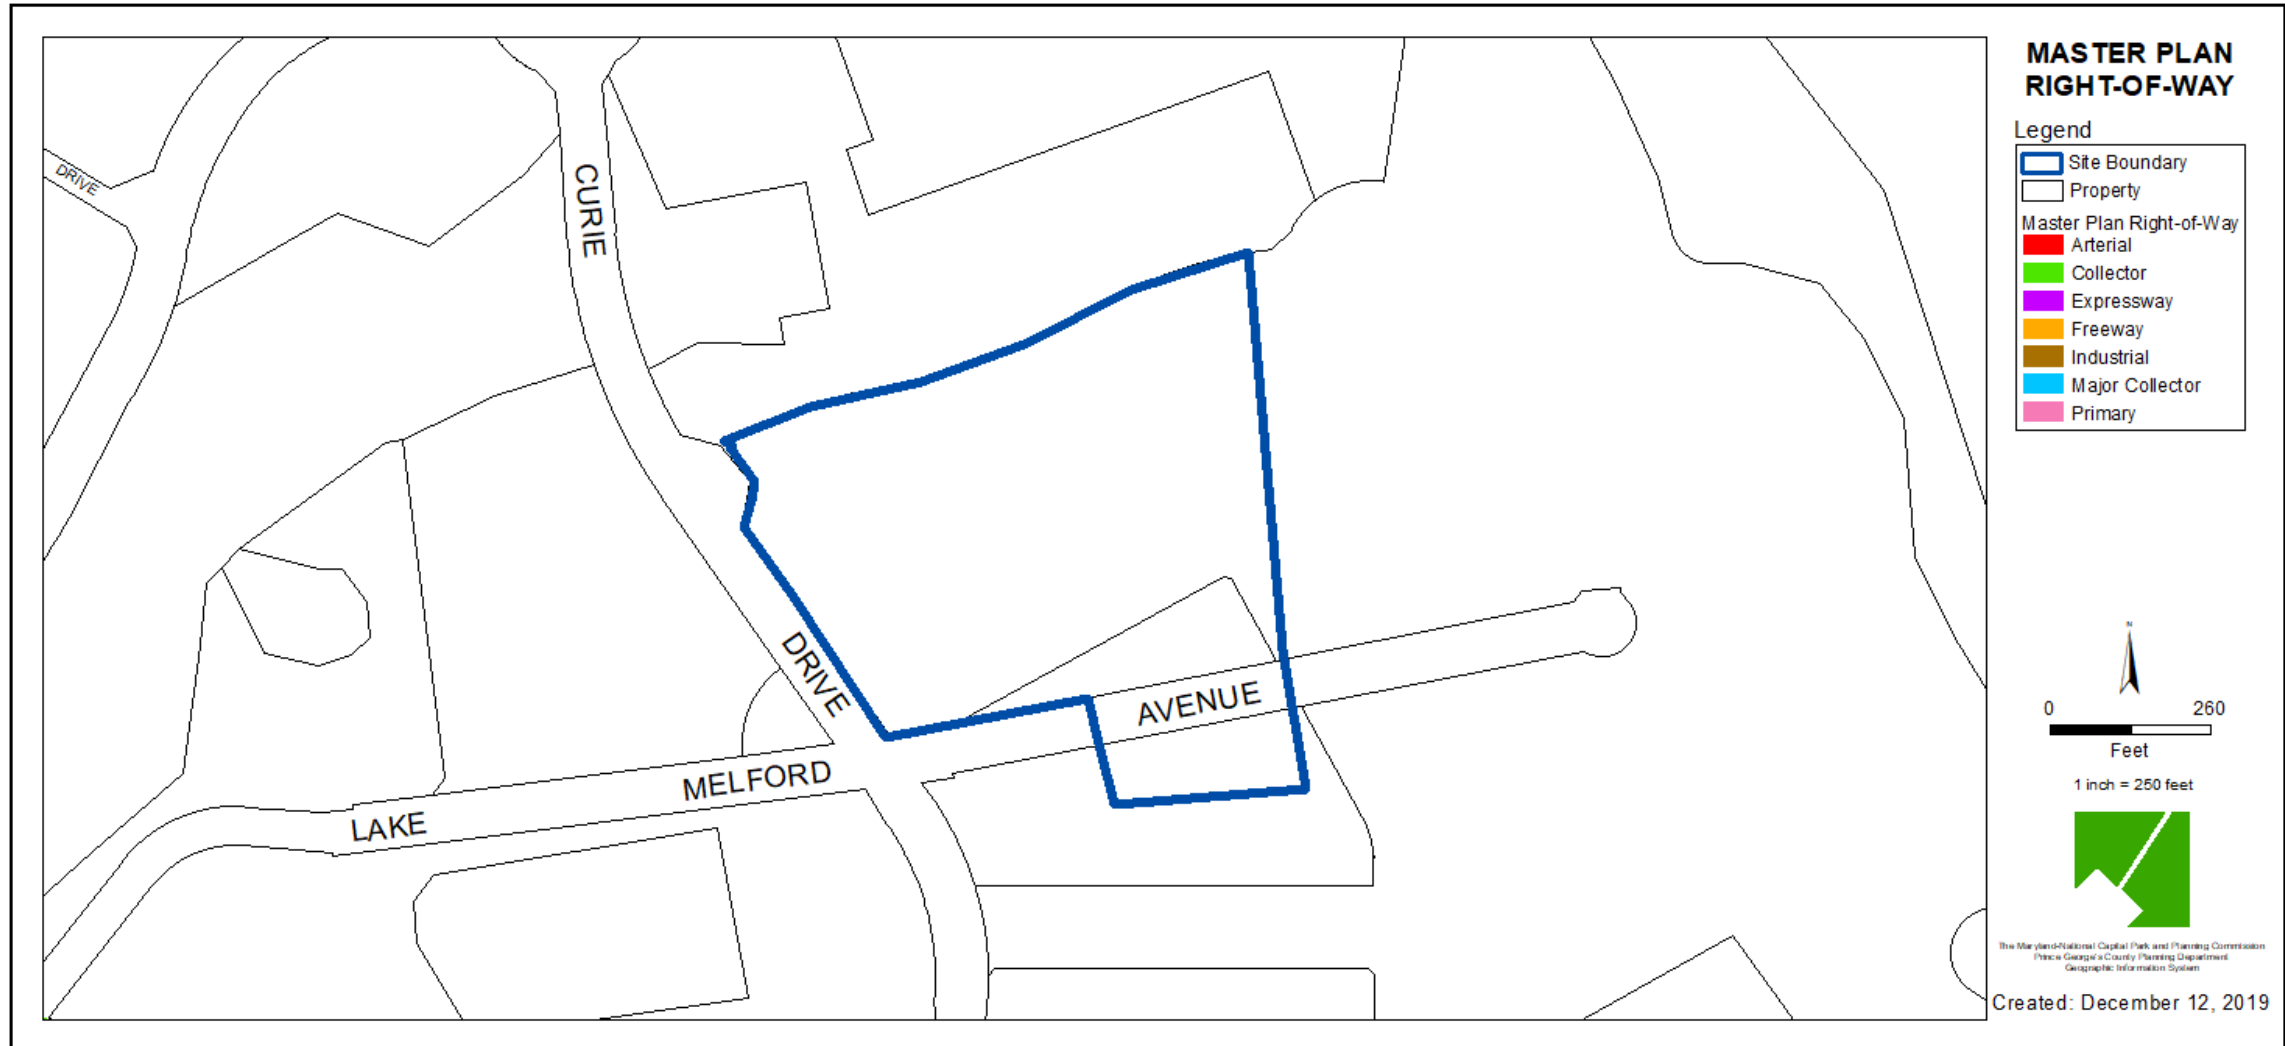 MASTER PLAN
RIGHT-OF-WAY
Legend
Site Boundary
Property
Master Plan Right-of-Way
Arterial
Collector
Expressway
Freeway
Industrial
Major Collector
Primary
DRIVE
CURIE
DRIVE
AVENUE
MELFORD
LAKE
N
0 260
Feet
1 inch = 250 feet
The Maryland-National Capital Park and Planning Commission
Prince George's County Planning Department
Geographic Information System
Created: December 12, 2019